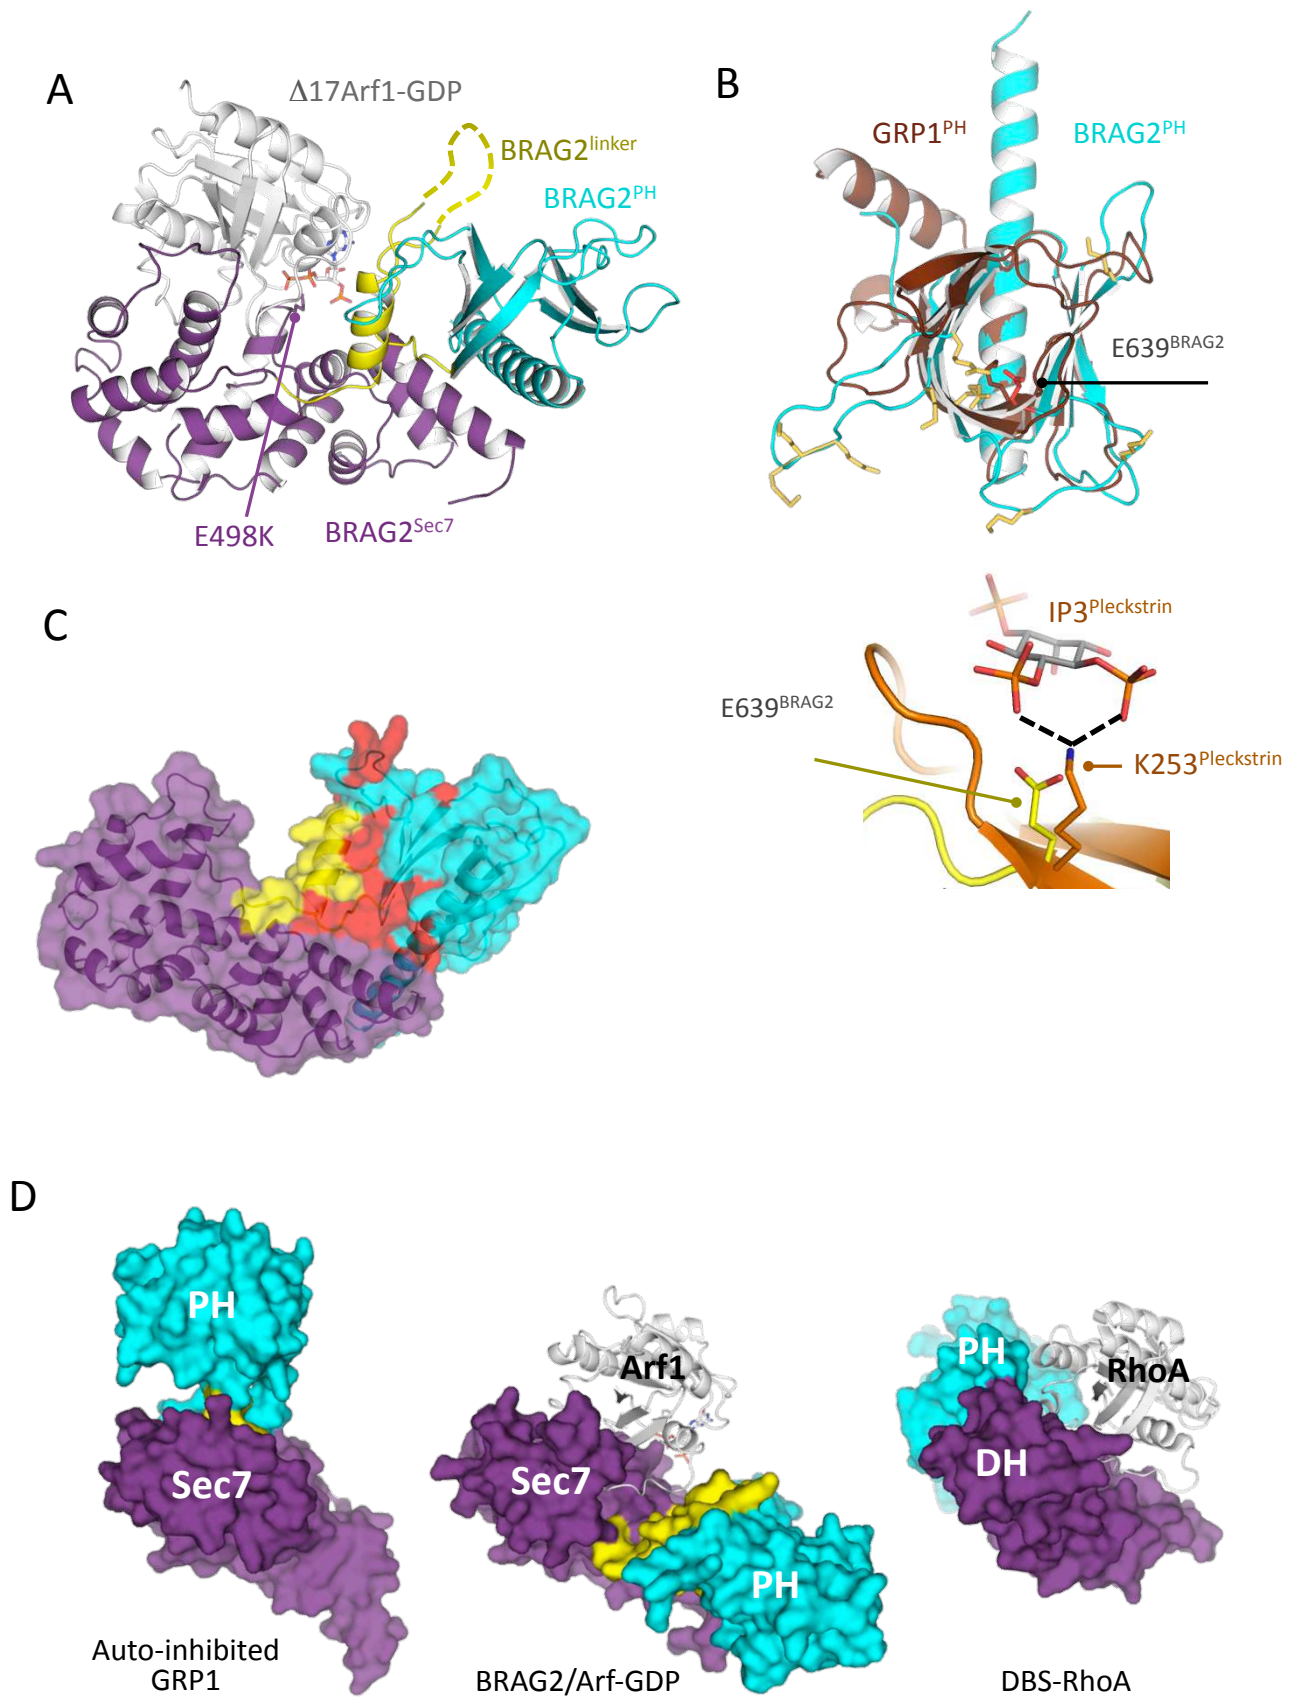 A
Δ17Arf1-GDP
BRAG2linker
BRAG2PH
E498K
BRAG2Sec7
B
GRP1PH
BRAG2PH
E639BRAG2
IP3Pleckstrin
E639BRAG2
K253Pleckstrin
C
D
PH
Sec7
Auto-inhibited
GRP1
Arf1
Sec7
PH
BRAG2/Arf-GDP
PH
RhoA
DH
DBS-RhoA